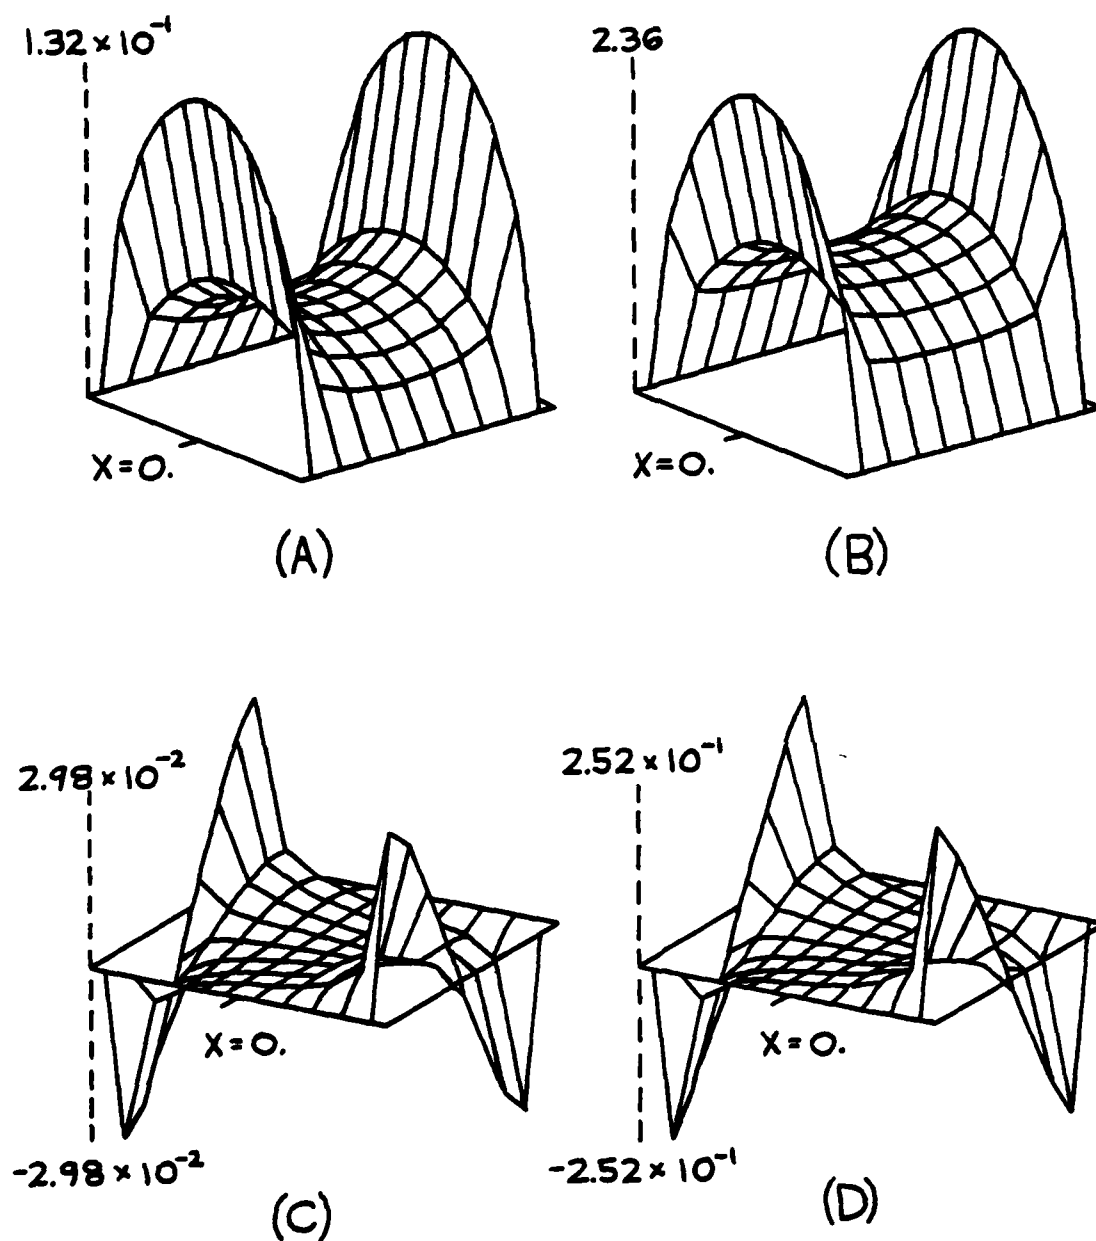 1.32 × 10⁻¹
2.36
X=0.
X=0.
(A)
(B)
2.98 × 10⁻²
2.52 × 10⁻¹
X=0.
X=0.
-2.98 × 10⁻²
-2.52 × 10⁻¹
(C)
(D)